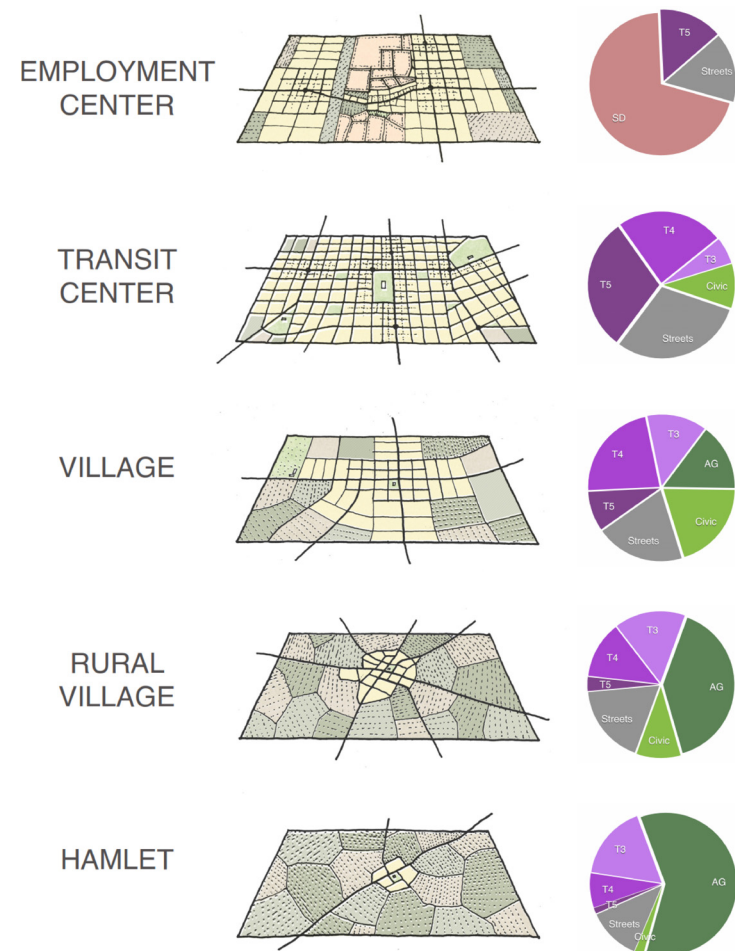 EMPLOYMENT
CENTER
T5
Streets
SD
TRANSIT
CENTER
T4
T3
T5
Civic
Streets
VILLAGE
T3
T4
AG
T5
Civic
Streets
RURAL
VILLAGE
T3
T4
T5
AG
Streets
Civic
HAMLET
T3
AG
T4
T5
Streets
Civic